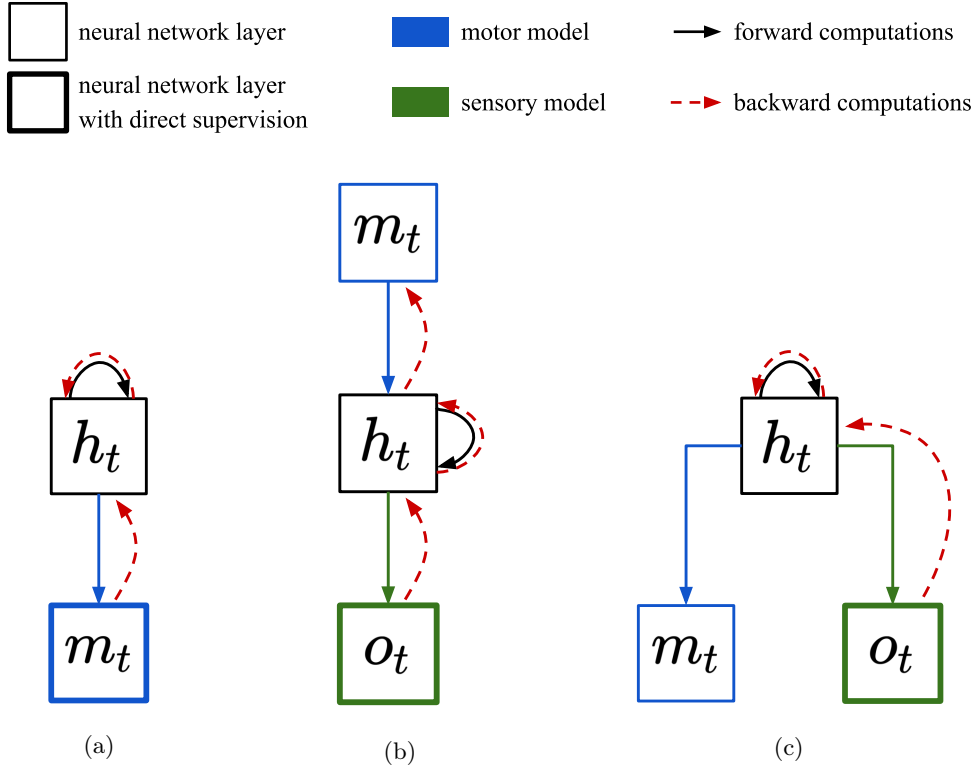 neural network layer
motor model
forward computations
neural network layer
with direct supervision
sensory model
backward computations
m_t
h_t
h_t
h_t
m_t
o_t
m_t
o_t
(a)
(b)
(c)